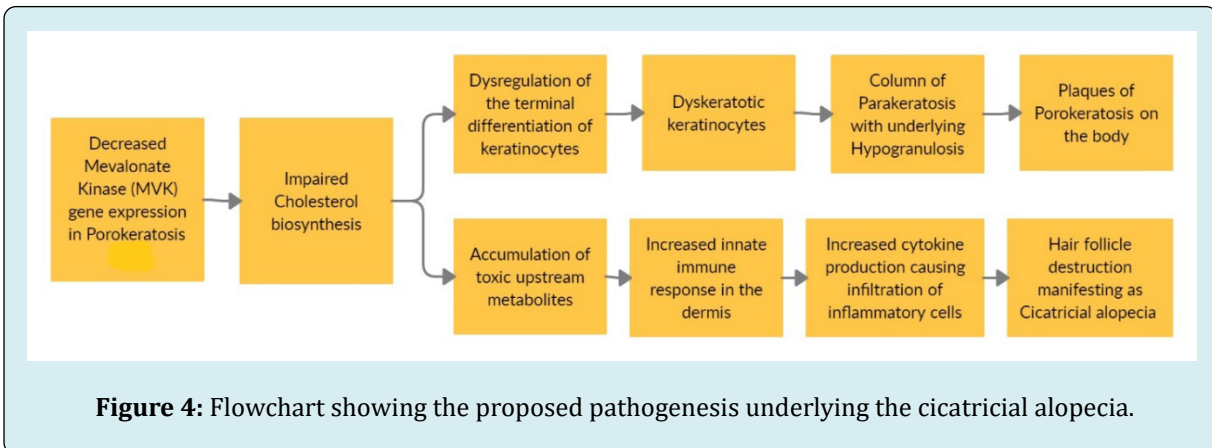 Decreased
Mevalonate
Kinase (MVK)
gene expression
in Porokeratosis
Impaired
Cholesterol
biosynthesis
Dysregulation of
the terminal
differentiation of
keratinocytes
Dyskeratotic
keratinocytes
Column of
Parakeratosis
with underlying
Hypogranulosis
Plaques of
Porokeratosis on
the body
Accumulation of
toxic upstream
metabolites
Increased innate
immune
response in the
dermis
Increased cytokine
production causing
infiltration of
inflammatory cells
Hair follicle
destruction
manifesting as
Cicatricial alopecia
Figure 4: Flowchart showing the proposed pathogenesis underlying the cicatricial alopecia.